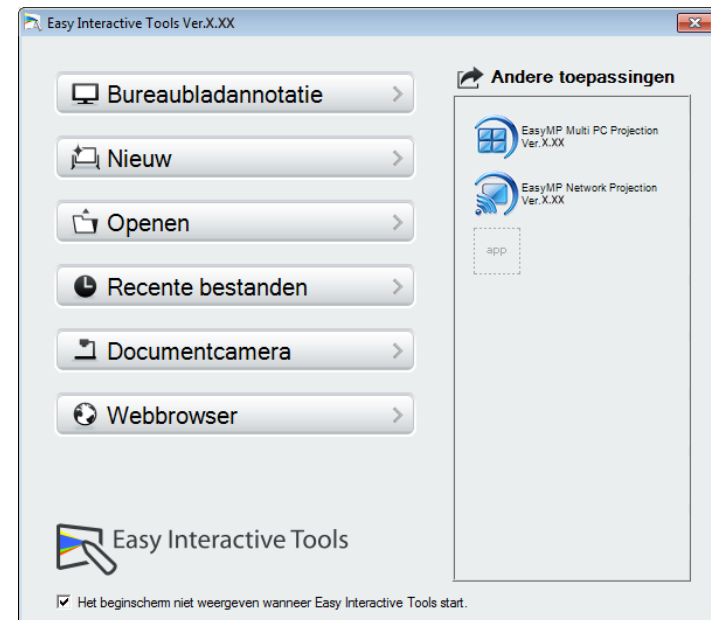 Easy Interactive Tools Ver.X.XX
Bureaubladannotatie
Nieuw
Openen
Recente bestanden
Documentcamera
Webbrowser
Andere toepassingen
EasyMP Multi PC Projection
Ver.X.XX
EasyMP Network Projection
Ver.X.XX
app
Easy Interactive Tools
Het beginscherm niet weergeven wanneer Easy Interactive Tools start.